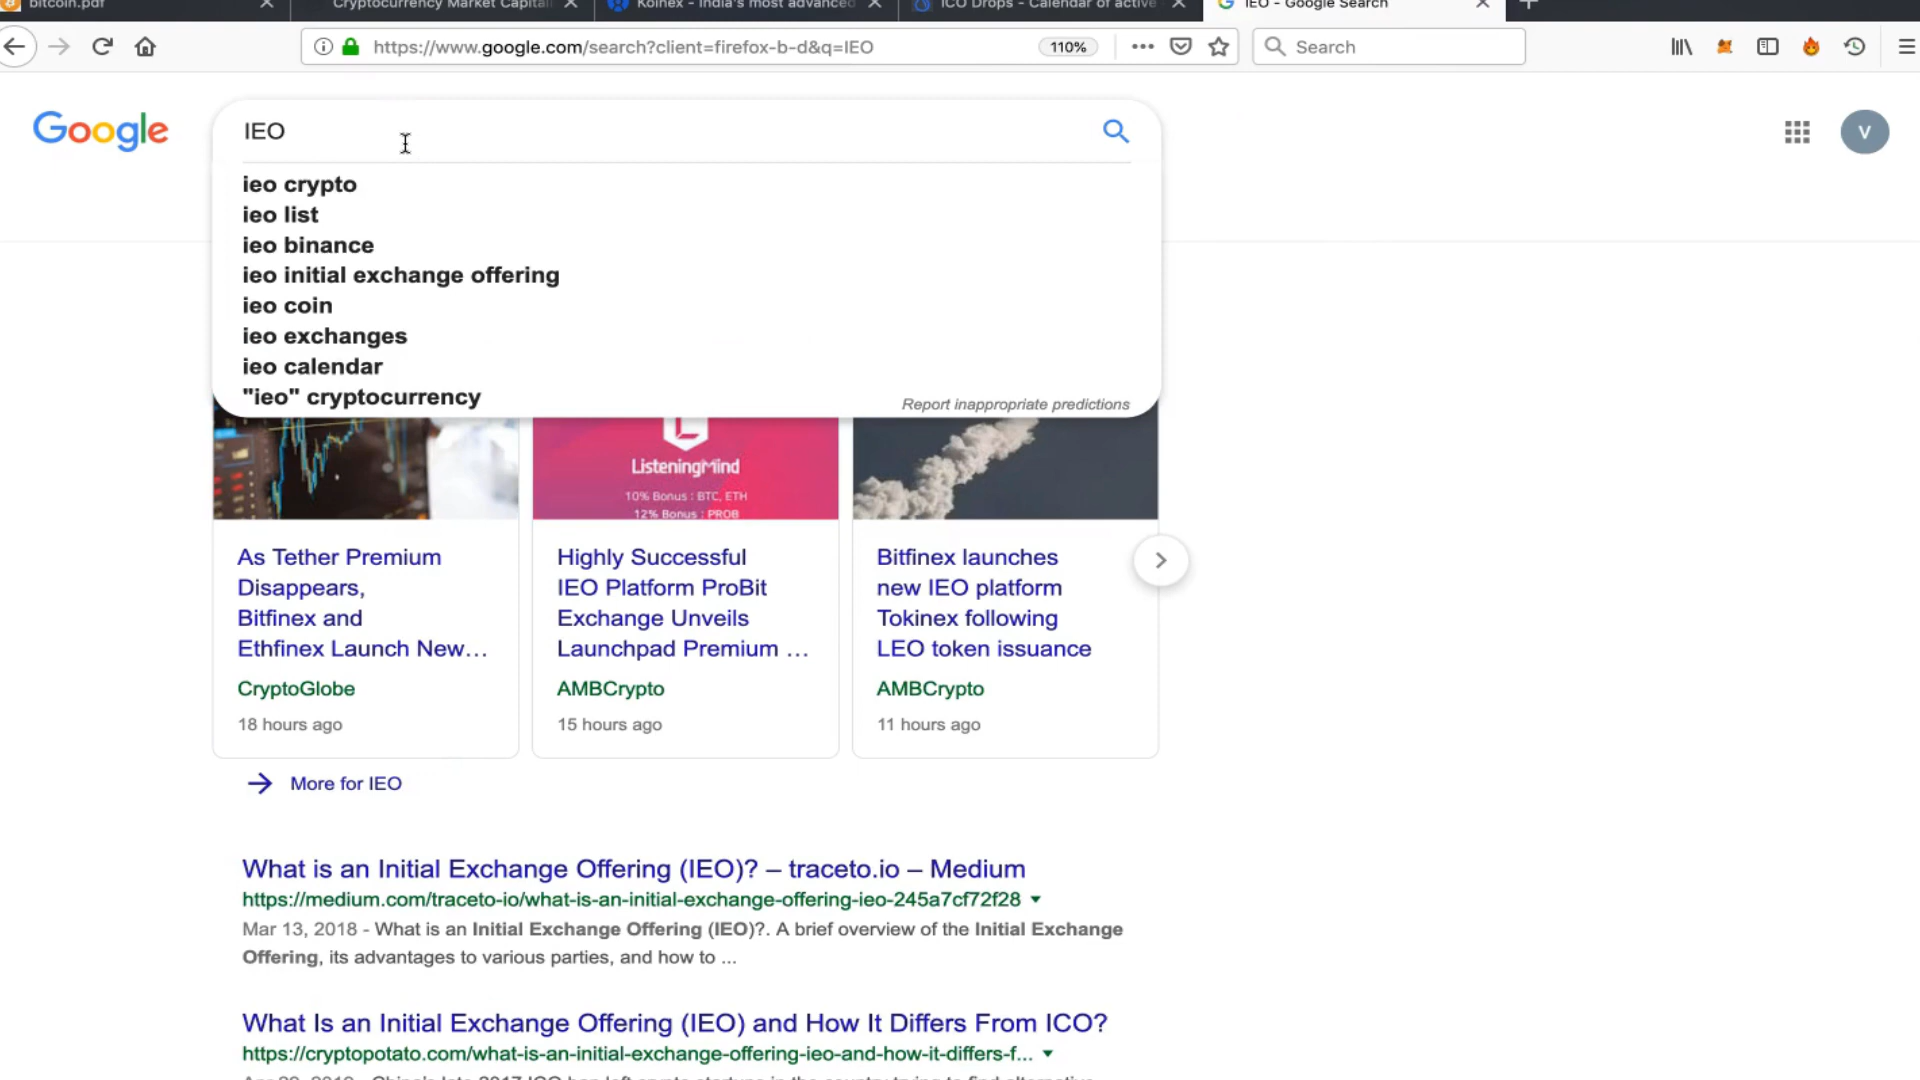 bitcoin.pdf
Cryptocurrency Market Capitali
Koinex - India's most advanced
ICO Drops - Calendar of active
IEO - Google Search
https://www.google.com/search?client=firefox-b-d&q=IEO
110%
Search
Google
IEO
V
ieo crypto
ieo list
ieo binance
ieo initial exchange offering
ieo coin
ieo exchanges
ieo calendar
"ieo" cryptocurrency
Report inappropriate predictions
ListeningMind
10% Bonus : BTC, ETH
12% Bonus : PROB
As Tether Premium
Disappears,
Bitfinex and
Ethfinex Launch New...
CryptoGlobe
18 hours ago
Highly Successful
IEO Platform ProBit
Exchange Unveils
Launchpad Premium ...
AMBCrypto
15 hours ago
Bitfinex launches
new IEO platform
Tokinex following
LEO token issuance
AMBCrypto
11 hours ago
More for IEO
What is an Initial Exchange Offering (IEO)? – traceto.io – Medium
https://medium.com/traceto-io/what-is-an-initial-exchange-offering-ieo-245a7cf72f28
Mar 13, 2018 - What is an Initial Exchange Offering (IEO)?. A brief overview of the Initial Exchange
Offering, its advantages to various parties, and how to ...
What Is an Initial Exchange Offering (IEO) and How It Differs From ICO?
https://cryptopotato.com/what-is-an-initial-exchange-offering-ieo-and-how-it-differs-f...